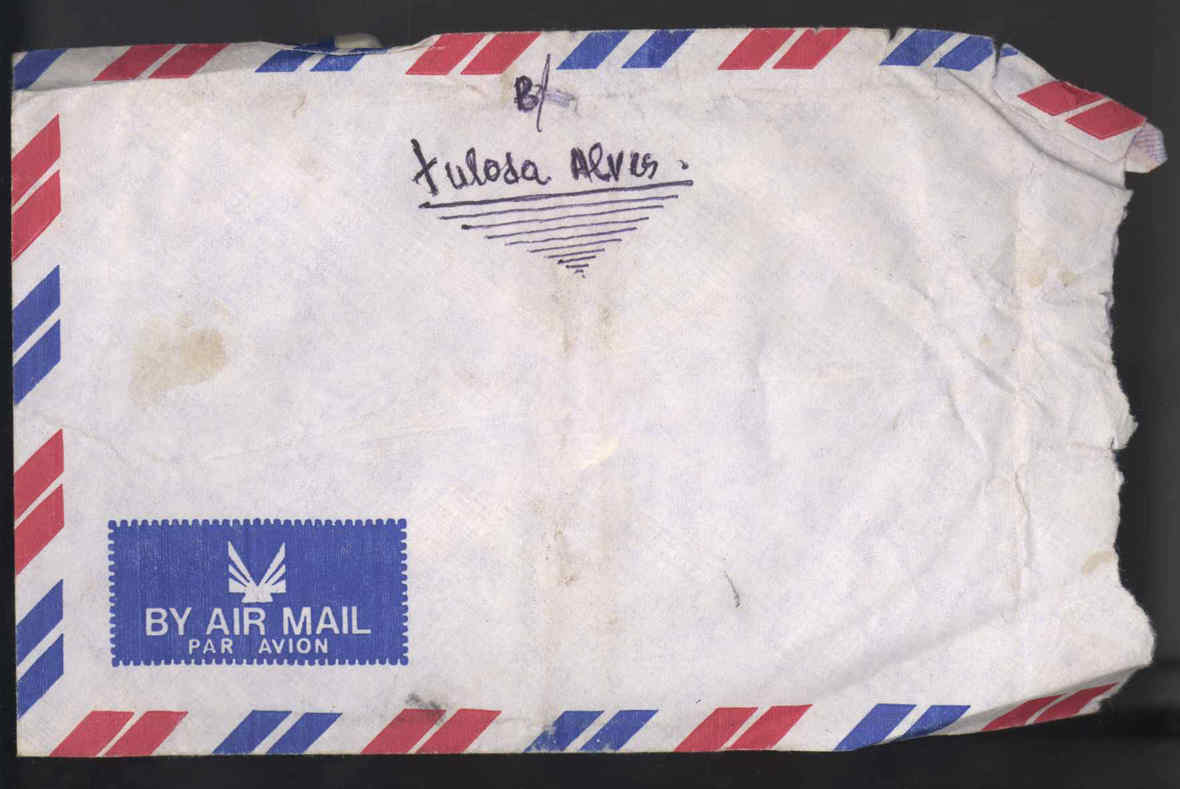 B/
tulosa Alves.
BY AIR MAIL
PAR AVION